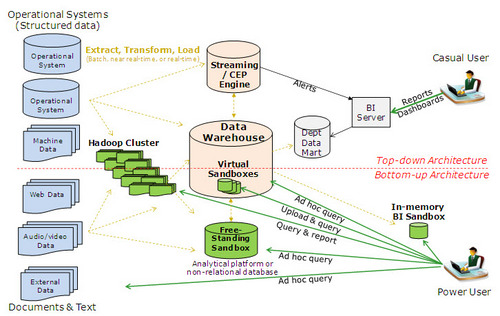 Operational Systems
(Structured data)
Operational
System
Operational
System
Machine
Data
Web Data
Audio/video
Data
External
Data
Documents & Text
Extract, Transform, Load
(Batch, near real-time, or real-time)
Streaming
/ CEP
Engine
Alerts
BI
Server
Reports
Dashboards
Casual User
Hadoop Cluster
Data
Warehouse
Virtual
Sandboxes
Dept
Data
Mart
Top-down Architecture
Bottom-up Architecture
In-memory
BI Sandbox
Ad hoc query
Upload & query
Query & report
Free-
Standing
Sandbox
Analytical platform or
non-relational database
Ad hoc query
Ad hoc query
Power User